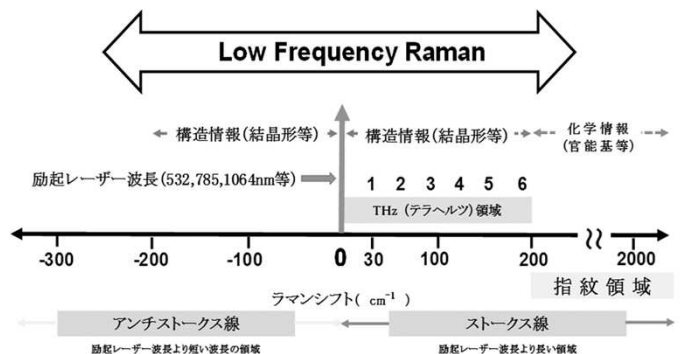 Low Frequency Raman
構造情報(結晶形等)
構造情報(結晶形等)
化学情報
(官能基等)
励起レーザー波長(532,785,1064nm等)
1 2 3 4 5 6
THz (テラヘルツ)領域
-300 -200 -100 0 30 100 200 2000
指紋領域
ラマンシフト( cm⁻¹)
アンチストークス線
ストークス線
励起レーザー波長より短い波長の領域
励起レーザー波長より長い領域